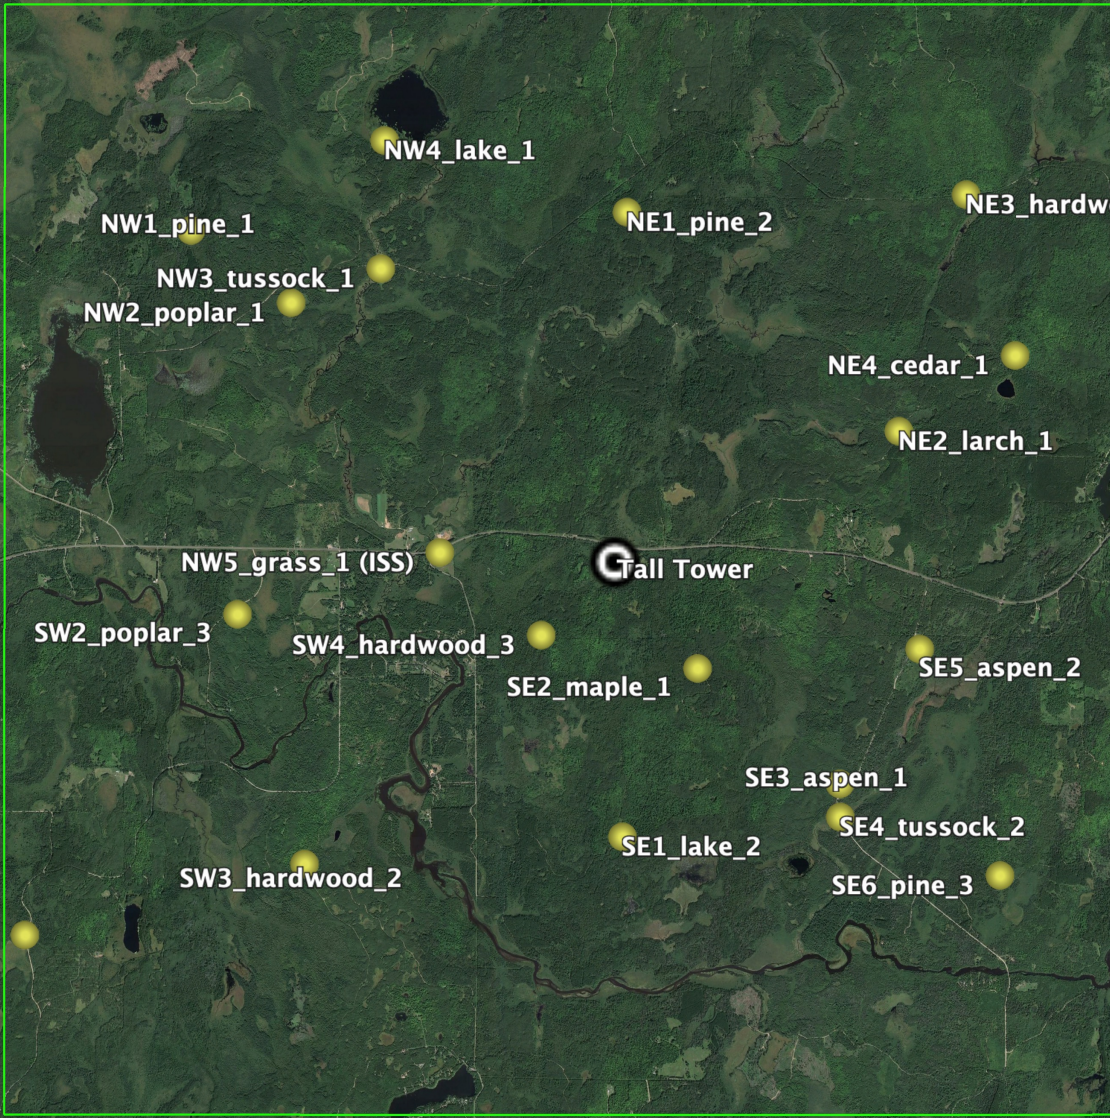 NW4_lake_1
NE3_hardw
NW1_pine_1
NE1_pine_2
NW3_tussock_1
NW2_poplar_1
NE4_cedar_1
NE2_larch_1
NW5_grass_1 (ISS)
Tall Tower
SW2_poplar_3
SW4_hardwood_3
SE5_aspen_2
SE2_maple_1
SE3_aspen_1
SE4_tussock_2
SE1_lake_2
SW3_hardwood_2
SE6_pine_3